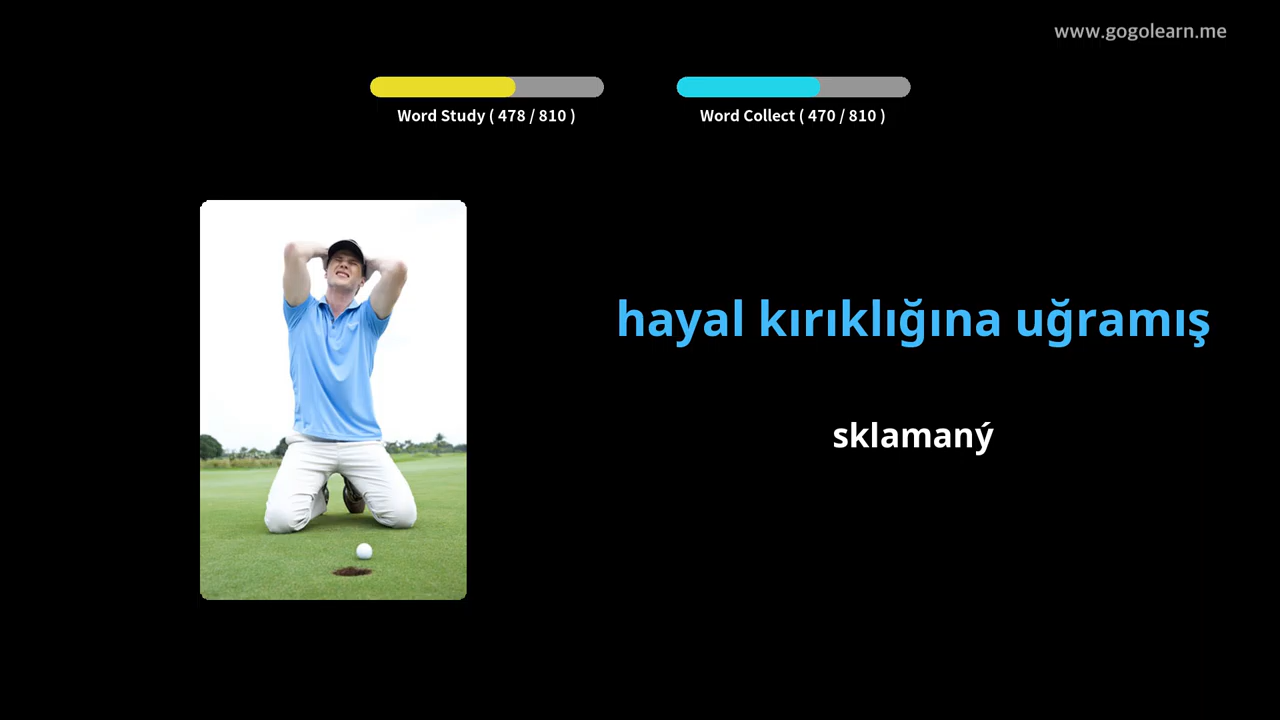 www.gogolearn.me
Word Study ( 478 / 810 )
Word Collect ( 470 / 810 )
hayal kırıklığına uğramış
sklamaný